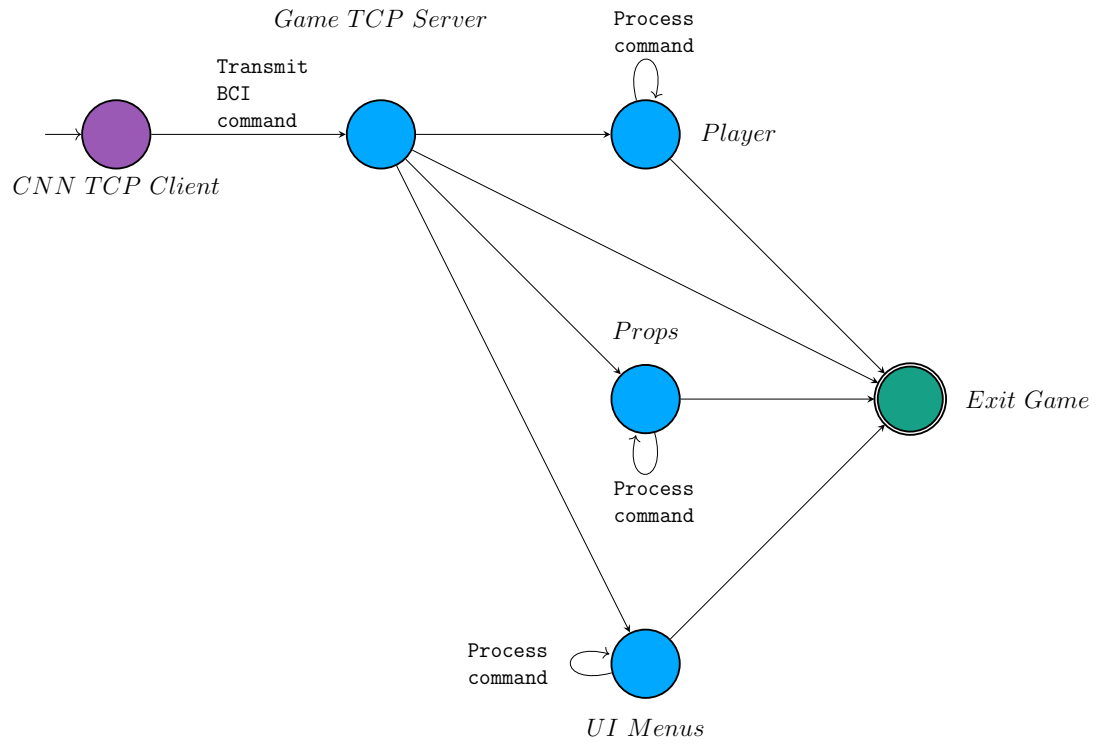 Game TCP Server
Process
command
Transmit
BCI
command
Player
CNN TCP Client
Props
Exit Game
Process
command
Process
command
UI Menus